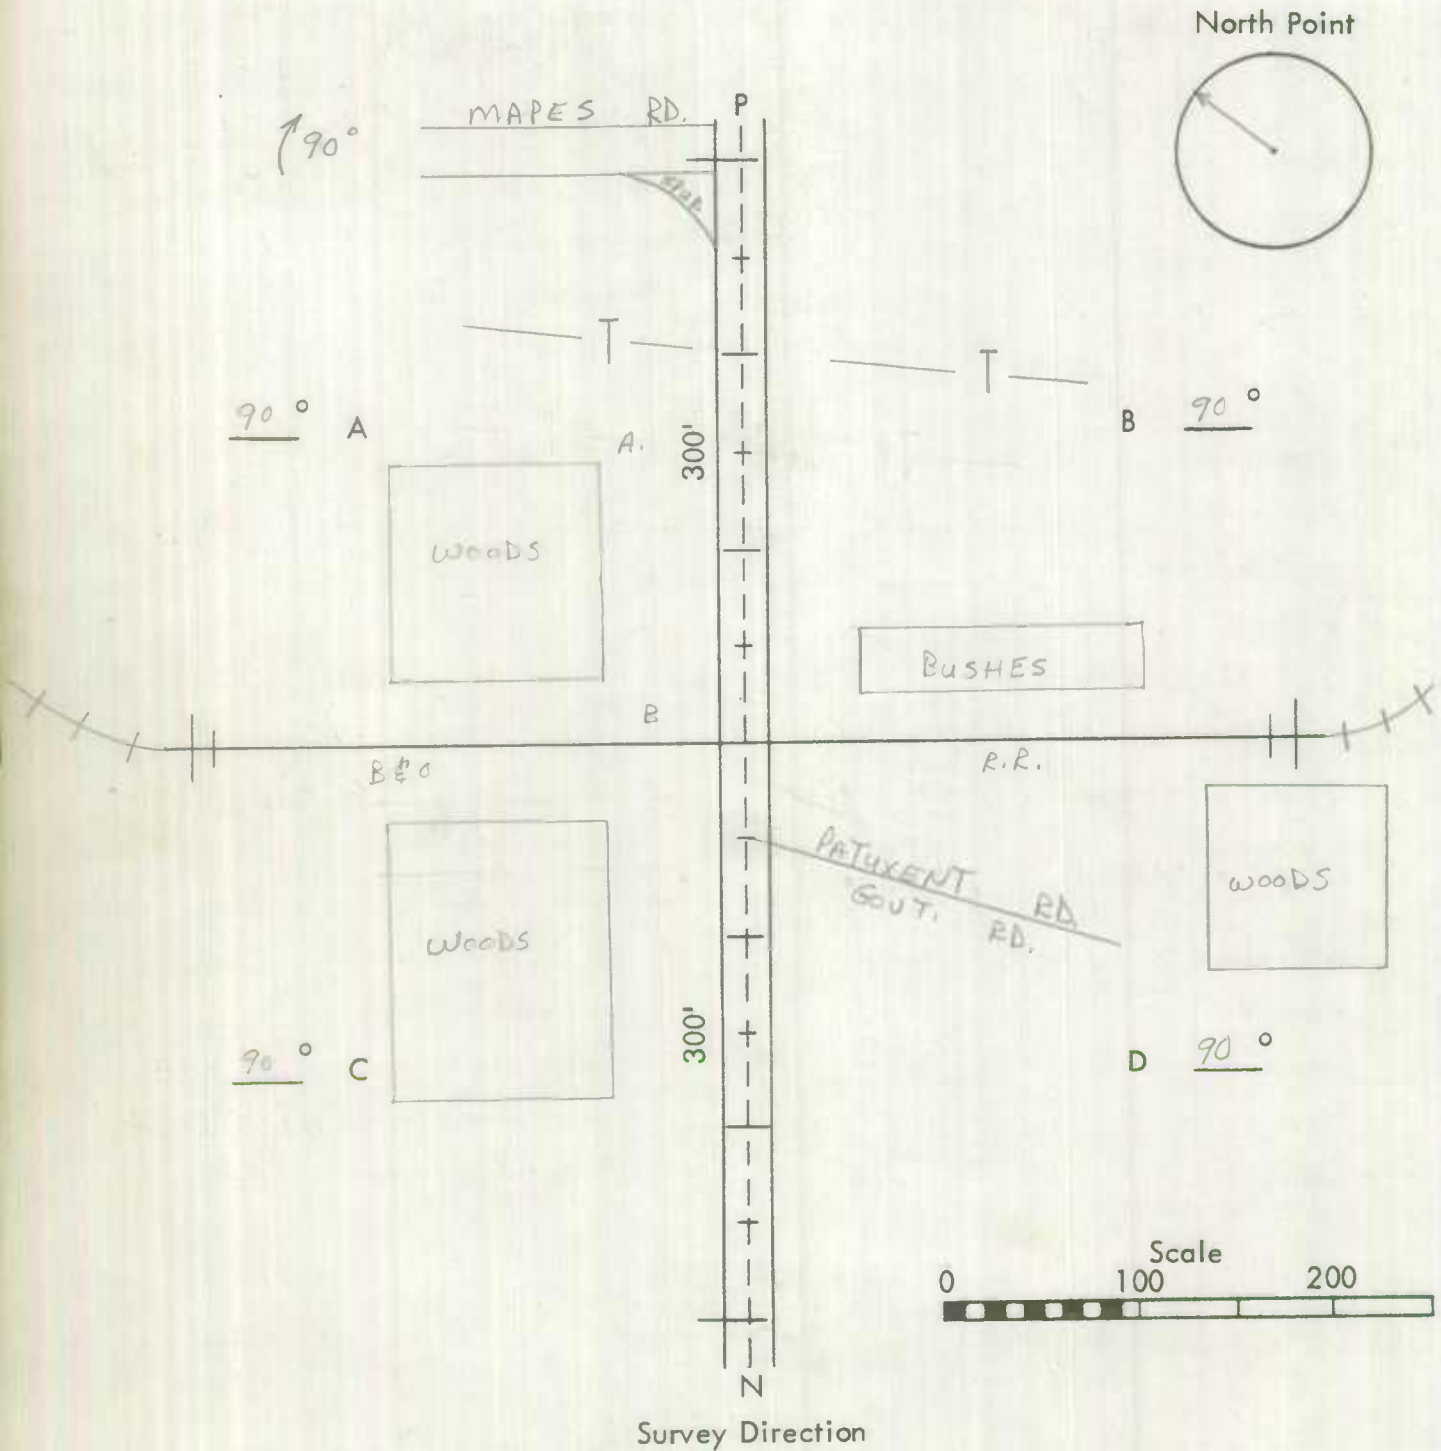 North Point
MAPES RD. P
90°
SPUR
T
T
90° A
A.
300'
B 90°
WOODS
BUSHES
B
B & O
R.R.
PATUXENT RD.
GOVT. RD.
WOODS
WOODS
300'
90° C
D 90°
Scale
0 100 200
N
Survey Direction